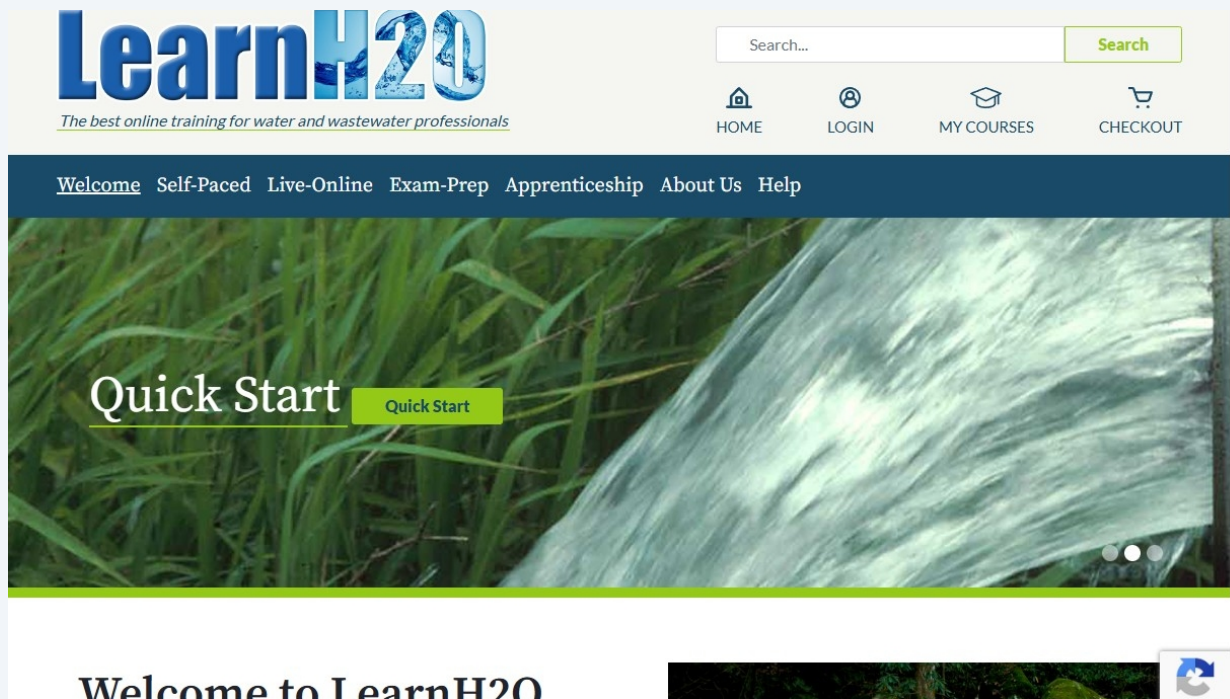 LearnH2O
The best online training for water and wastewater professionals
Search...
Search
HOME
LOGIN
MY COURSES
CHECKOUT
Welcome Self-Paced Live-Online Exam-Prep Apprenticeship About Us Help
Quick Start
Quick Start
Welcome to LearnH2O